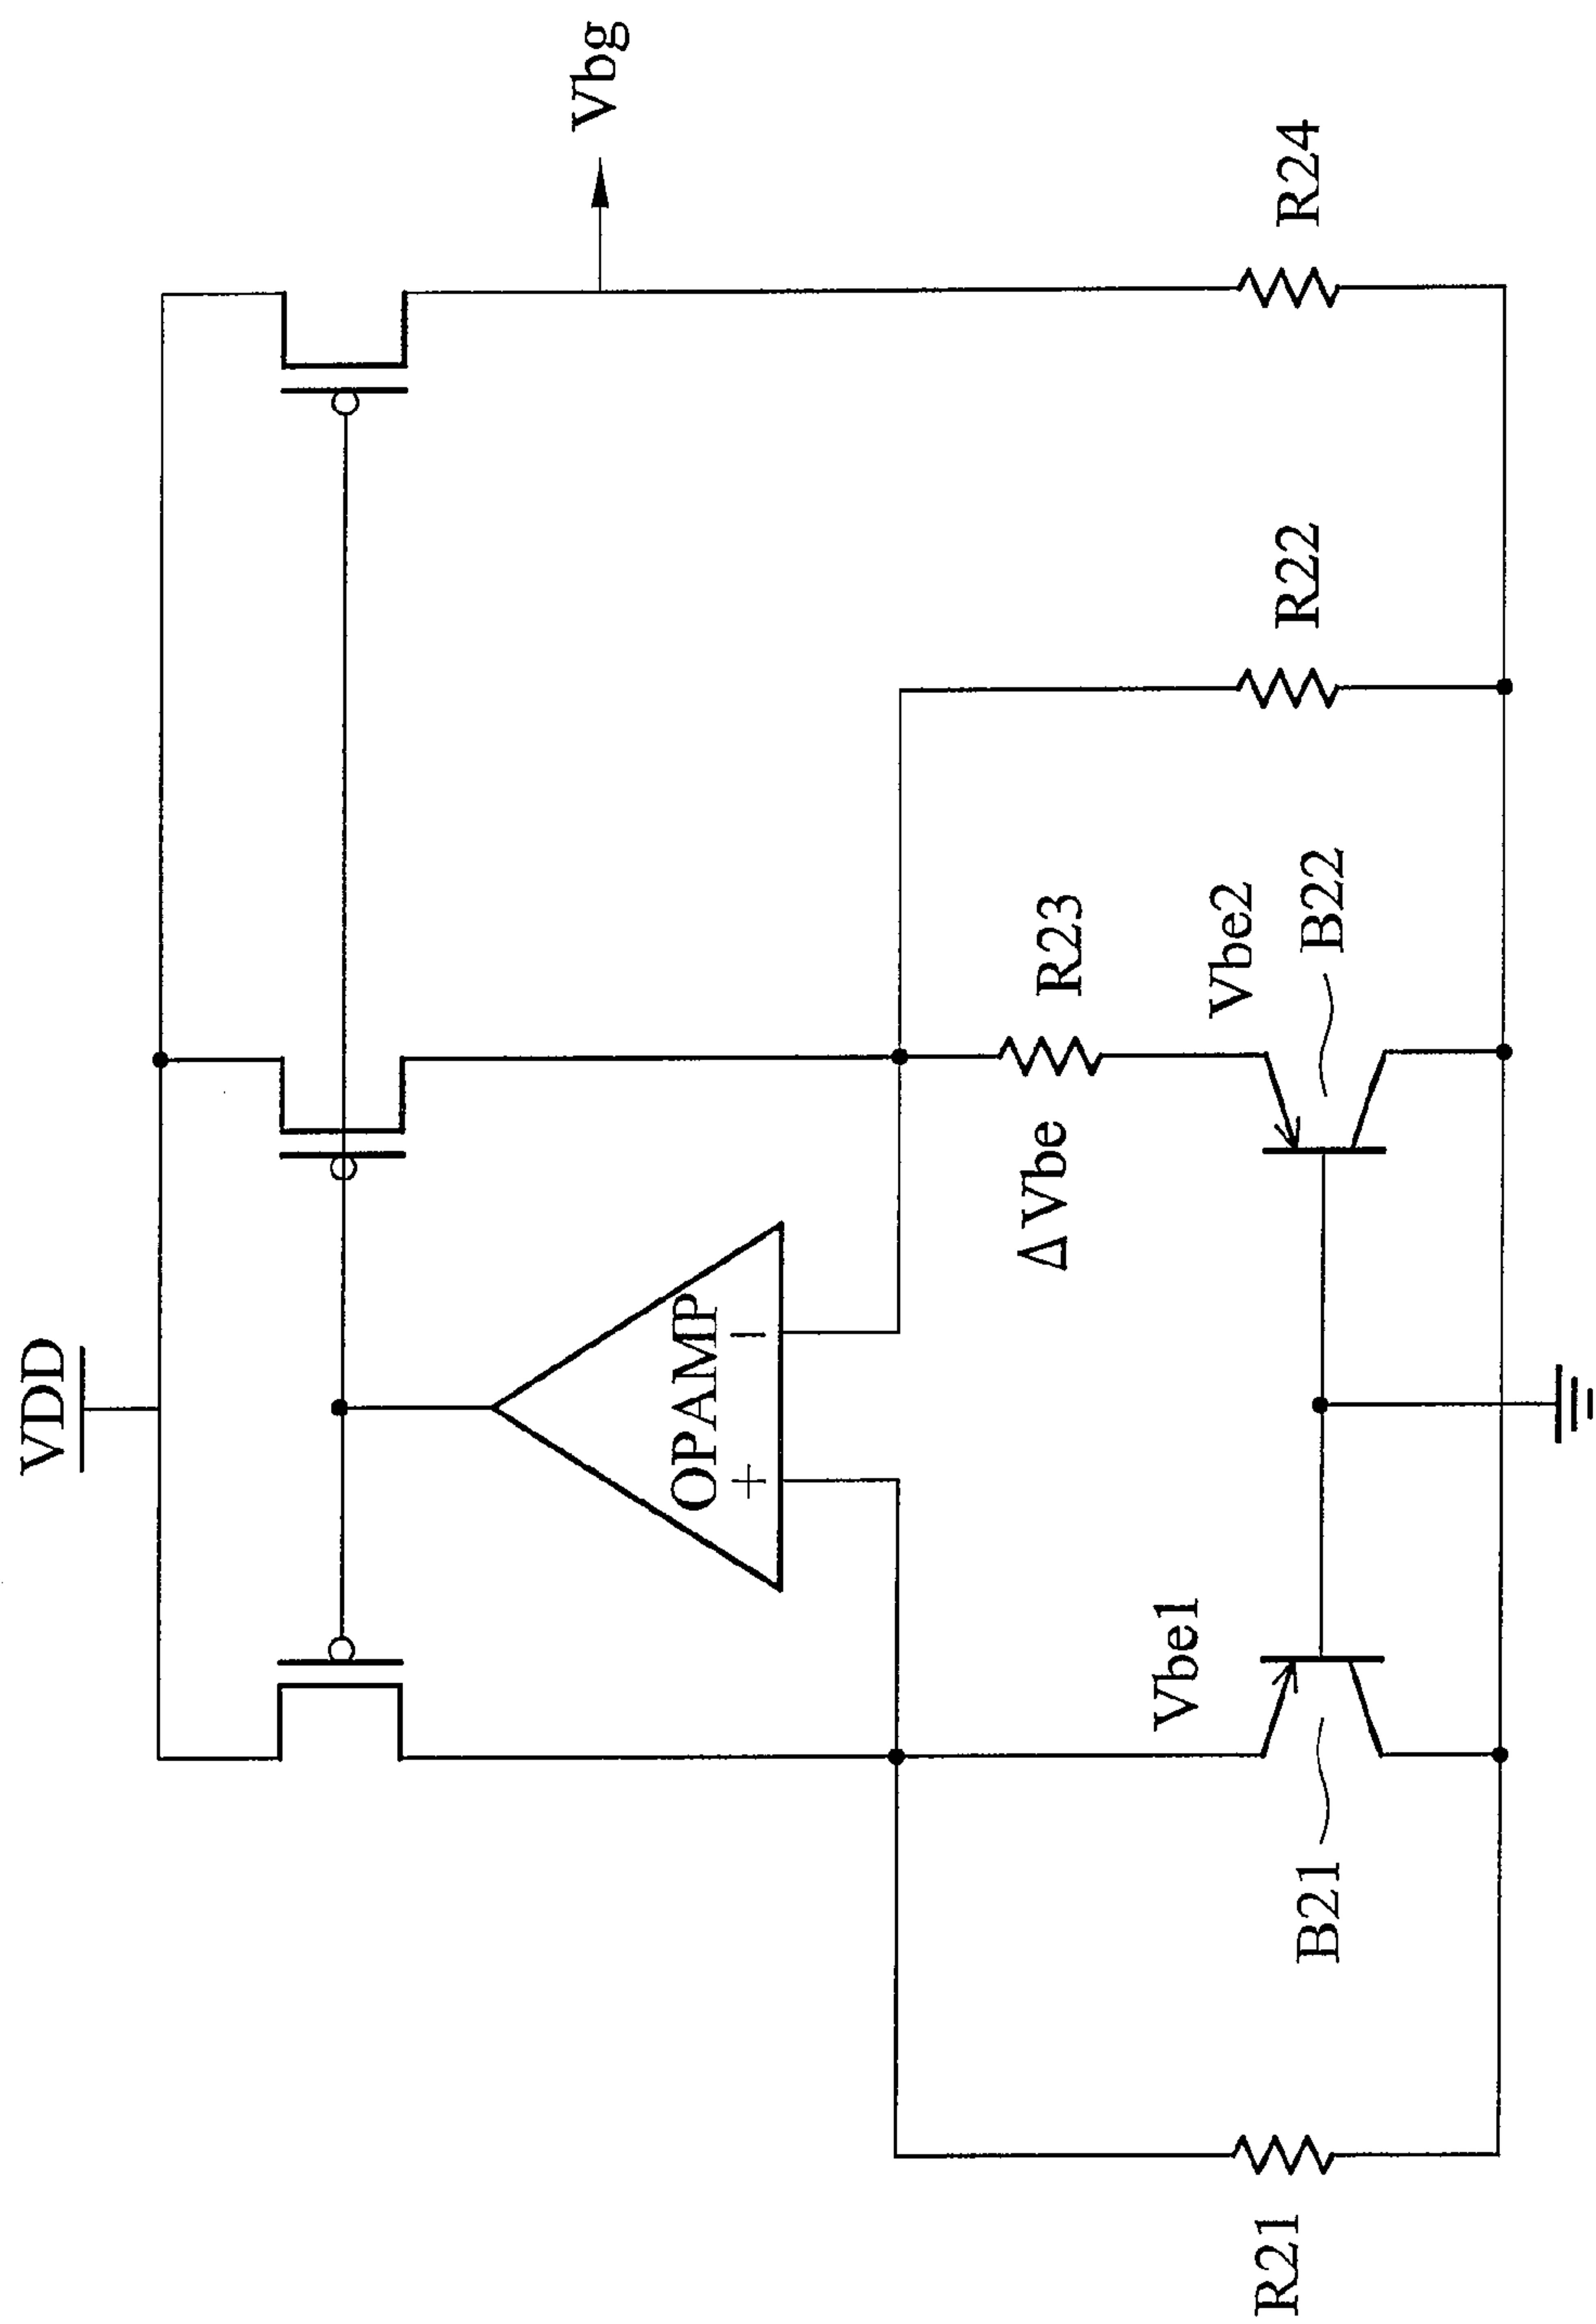 VDD
Vbg
OPAMP
+
−
ΔVbe
R23
Vbe1
Vbe2
R21
B21
B22
R22
R24